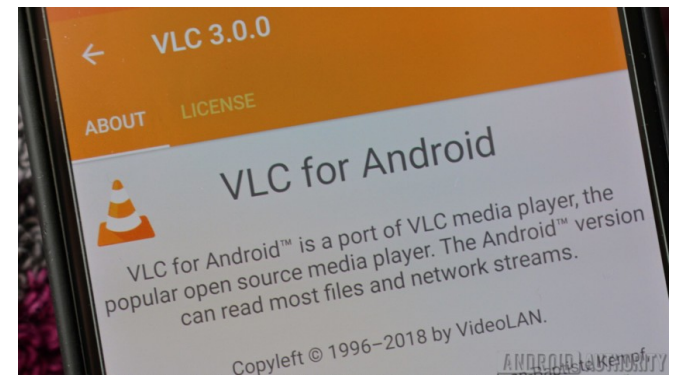 VLC 3.0.0
ABOUT LICENSE
VLC for Android
VLC for Android™ is a port of VLC media player, the
popular open source media player. The Android™ version
can read most files and network streams.
Copyleft © 1996–2018 by VideoLAN.
Kempf,
ANDROID AUTHORITY